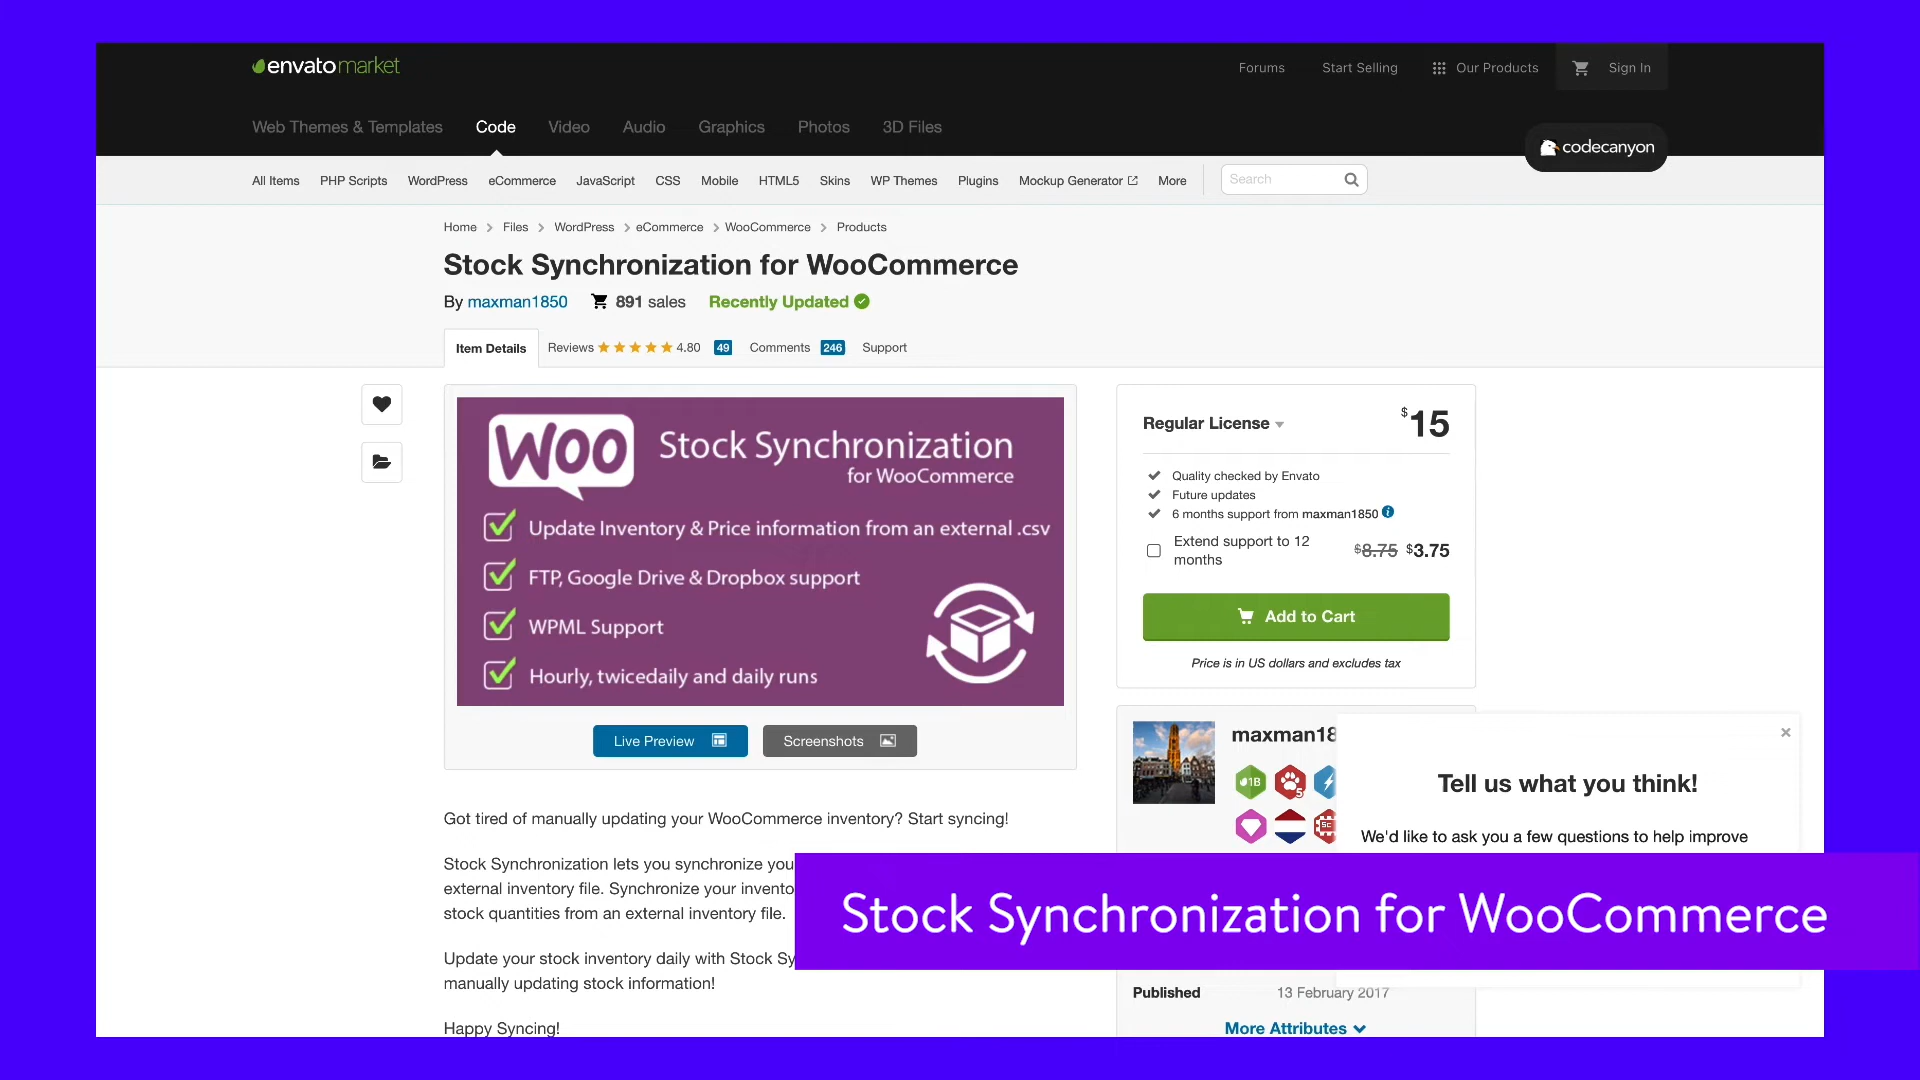 envatomarket
Forums Start Selling Our Products Sign In
Web Themes & Templates Code Video Audio Graphics Photos 3D Files
codecanyon
All Items PHP Scripts WordPress eCommerce JavaScript CSS Mobile HTML5 Skins WP Themes Plugins Mockup Generator More Search
Home Files WordPress eCommerce WooCommerce Products
Stock Synchronization for WooCommerce
By maxman1850 891 sales Recently Updated
Item Details Reviews 4.80 49 Comments 246 Support
WOO
Stock Synchronization
for WooCommerce
Update Inventory & Price information from an external .csv
FTP, Google Drive & Dropbox support
WPML Support
Hourly, twicedaily and daily runs
Live Preview Screenshots
Regular License $15
Quality checked by Envato
Future updates
6 months support from maxman1850
Extend support to 12
months
$8.75 $3.75
Add to Cart
Price is in US dollars and excludes tax
maxman18
1B 5
SC
Tell us what you think!
We'd like to ask you a few questions to help improve
Got tired of manually updating your WooCommerce inventory? Start syncing!
Stock Synchronization lets you synchronize you
external inventory file. Synchronize your invento
stock quantities from an external inventory file.
Update your stock inventory daily with Stock Sy
manually updating stock information!
Happy Syncing!
Stock Synchronization for WooCommerce
Published 13 February 2017
More Attributes